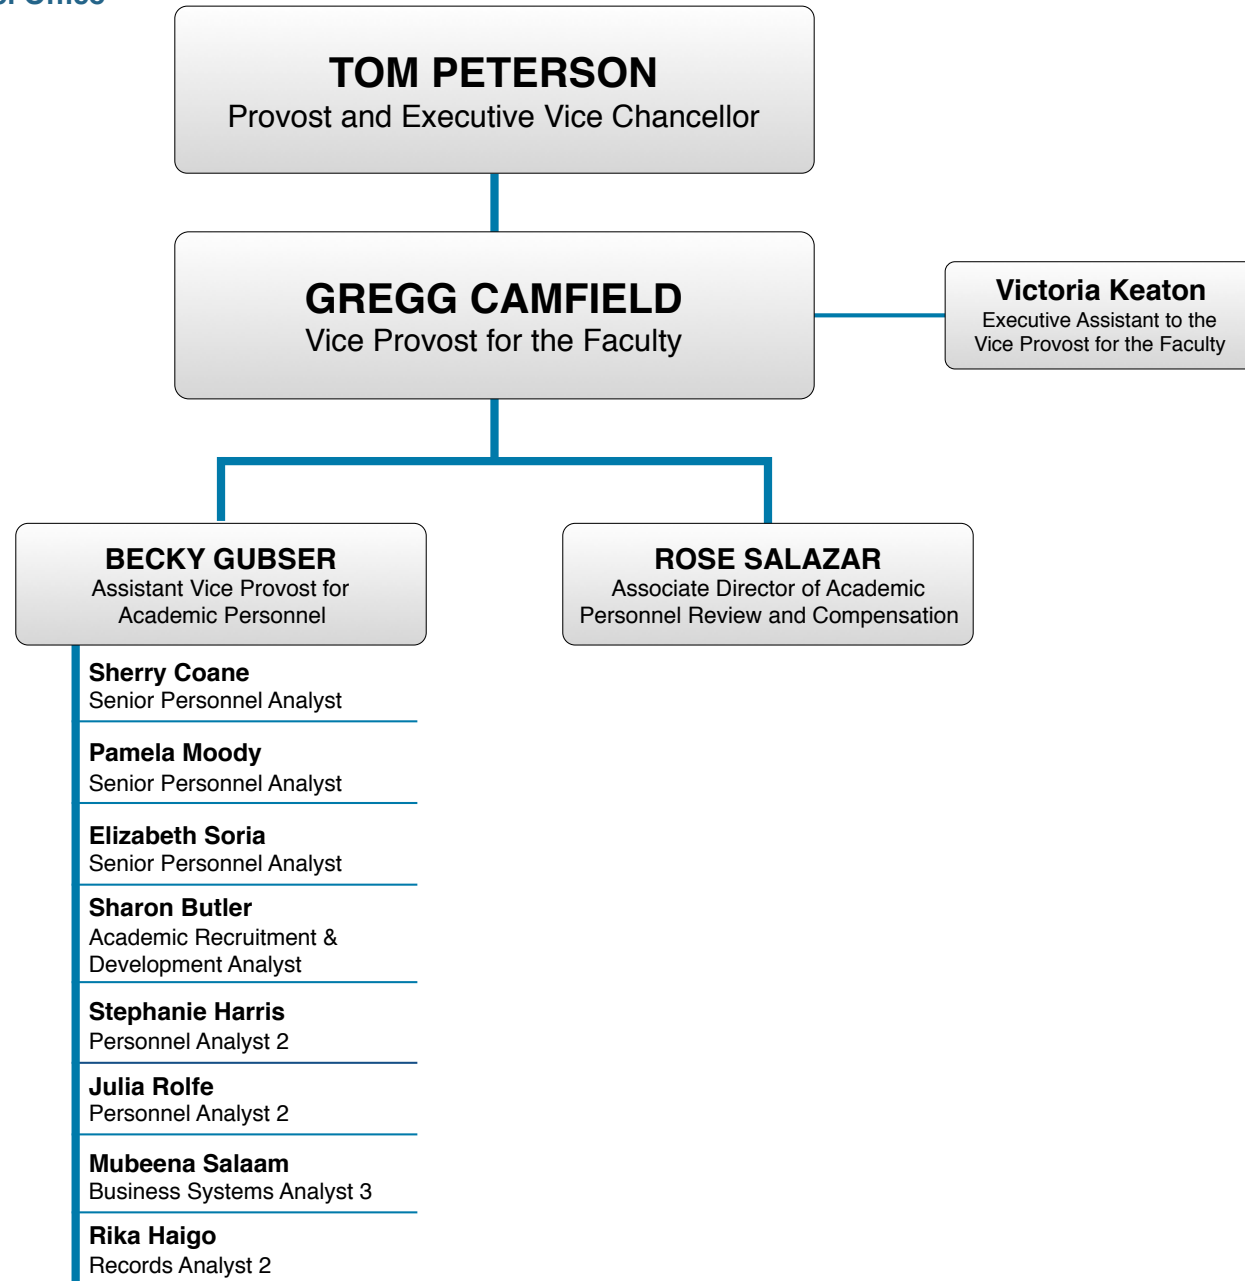 Office
TOM PETERSON
Provost and Executive Vice Chancellor
GREGG CAMFIELD
Vice Provost for the Faculty
Victoria Keaton
Executive Assistant to the
Vice Provost for the Faculty
BECKY GUBSER
Assistant Vice Provost for
Academic Personnel
ROSE SALAZAR
Associate Director of Academic
Personnel Review and Compensation
Sherry Coane
Senior Personnel Analyst
Pamela Moody
Senior Personnel Analyst
Elizabeth Soria
Senior Personnel Analyst
Sharon Butler
Academic Recruitment &
Development Analyst
Stephanie Harris
Personnel Analyst 2
Julia Rolfe
Personnel Analyst 2
Mubeena Salaam
Business Systems Analyst 3
Rika Haigo
Records Analyst 2